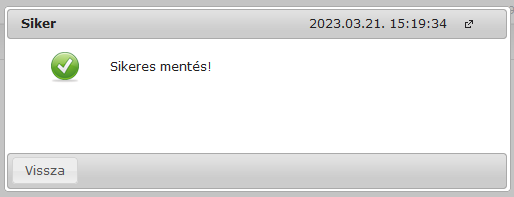 Siker 2023.03.21. 15:19:34
Sikeres mentés!
Vissza